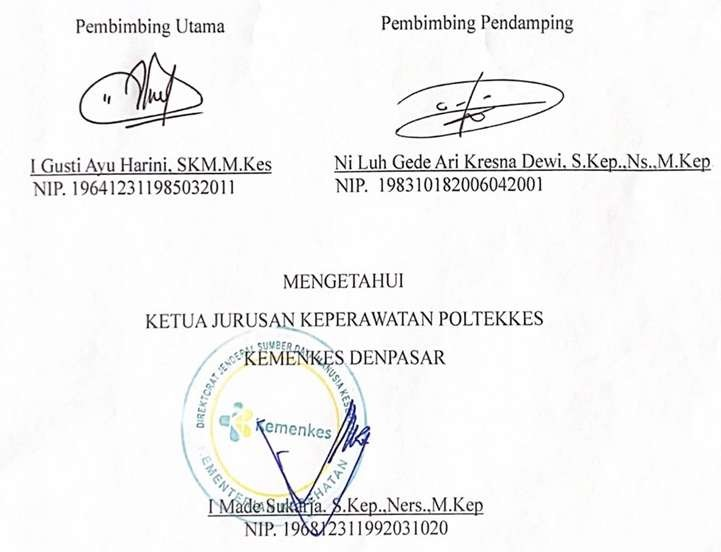 Pembimbing Utama
Pembimbing Pendamping
I Gusti Ayu Harini, SKM.M.Kes
NIP. 196412311985032011
Ni Luh Gede Ari Kresna Dewi, S.Kep.,Ns.,M.Kep
NIP. 198310182006042001
MENGETAHUI
KETUA JURUSAN KEPERAWATAN POLTEKKES
KEMENKES DENPASAR
DIREKTORAT JENDERAL SUMBER DAYA MANUSIA KESE
Kemenkes
KEMENTERIAN KESEHATAN
I Made Sukarja, S.Kep.,Ners.,M.Kep
NIP. 196812311992031020